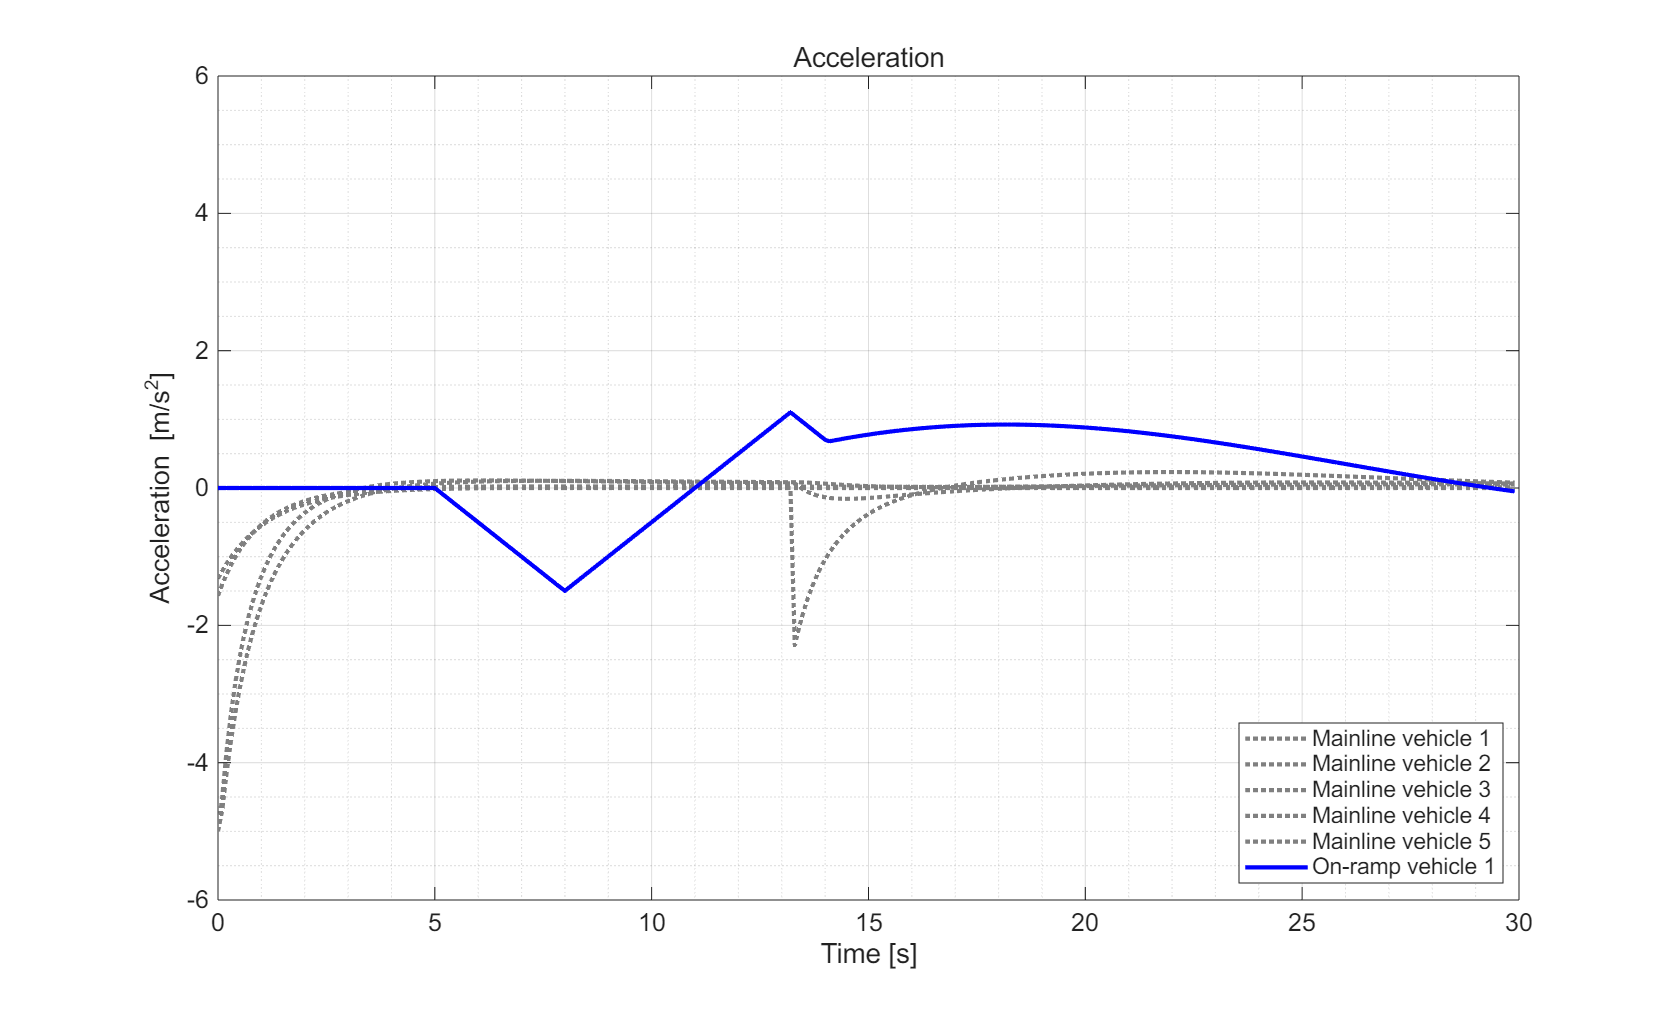 Acceleration
6
4
2
0
-2
-4
-6
Acceleration [m/s²]
0 5 10 15 20 25 30
Time [s]
Mainline vehicle 1
Mainline vehicle 2
Mainline vehicle 3
Mainline vehicle 4
Mainline vehicle 5
On-ramp vehicle 1